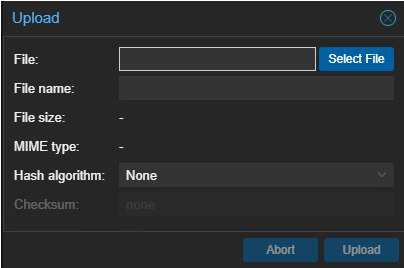 Upload
File: Select File
File name:
File size: -
MIME type: -
Hash algorithm: None
Checksum: none
Abort Upload